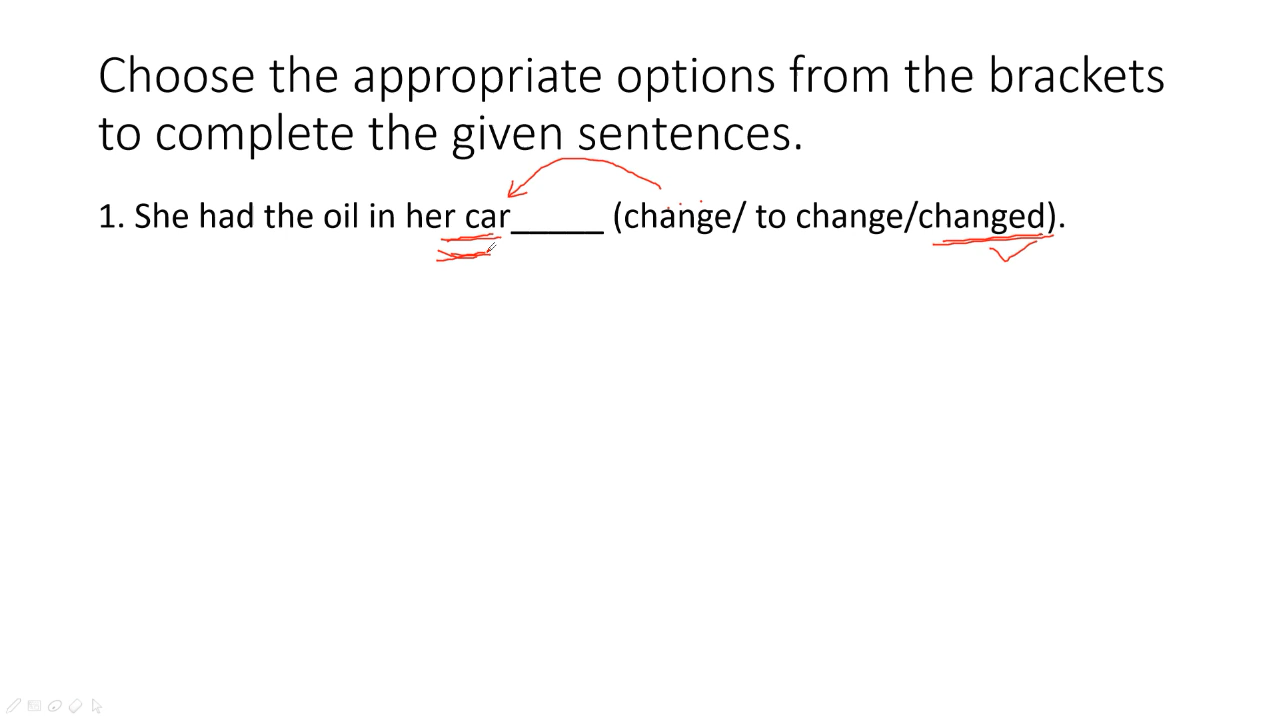 Choose the appropriate options from the brackets
to complete the given sentences.
1. She had the oil in her car_____ (change/ to change/changed).